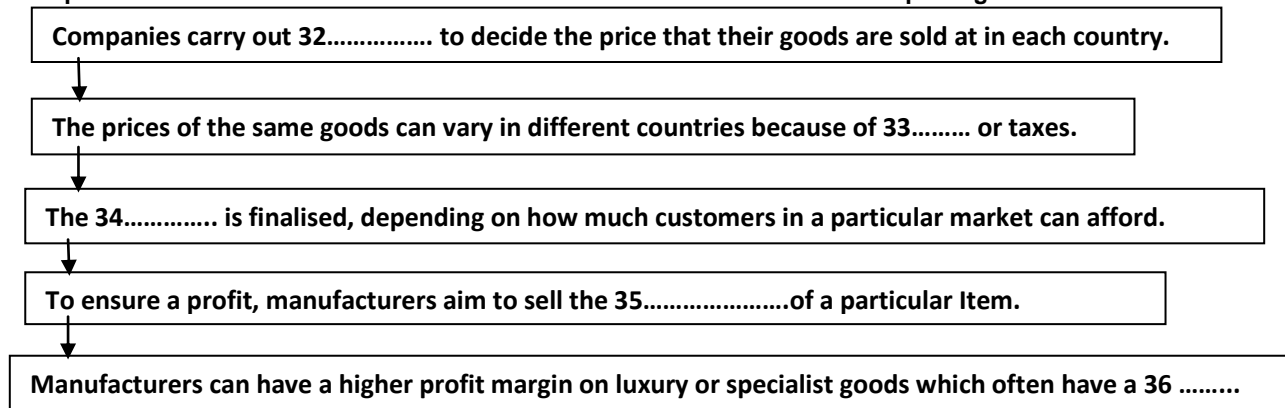 Companies carry out 32……………. to decide the price that their goods are sold at in each country.
The prices of the same goods can vary in different countries because of 33……… or taxes.
The 34………….. is finalised, depending on how much customers in a particular market can afford.
To ensure a profit, manufacturers aim to sell the 35………………….of a particular Item.
Manufacturers can have a higher profit margin on luxury or specialist goods which often have a 36 ………